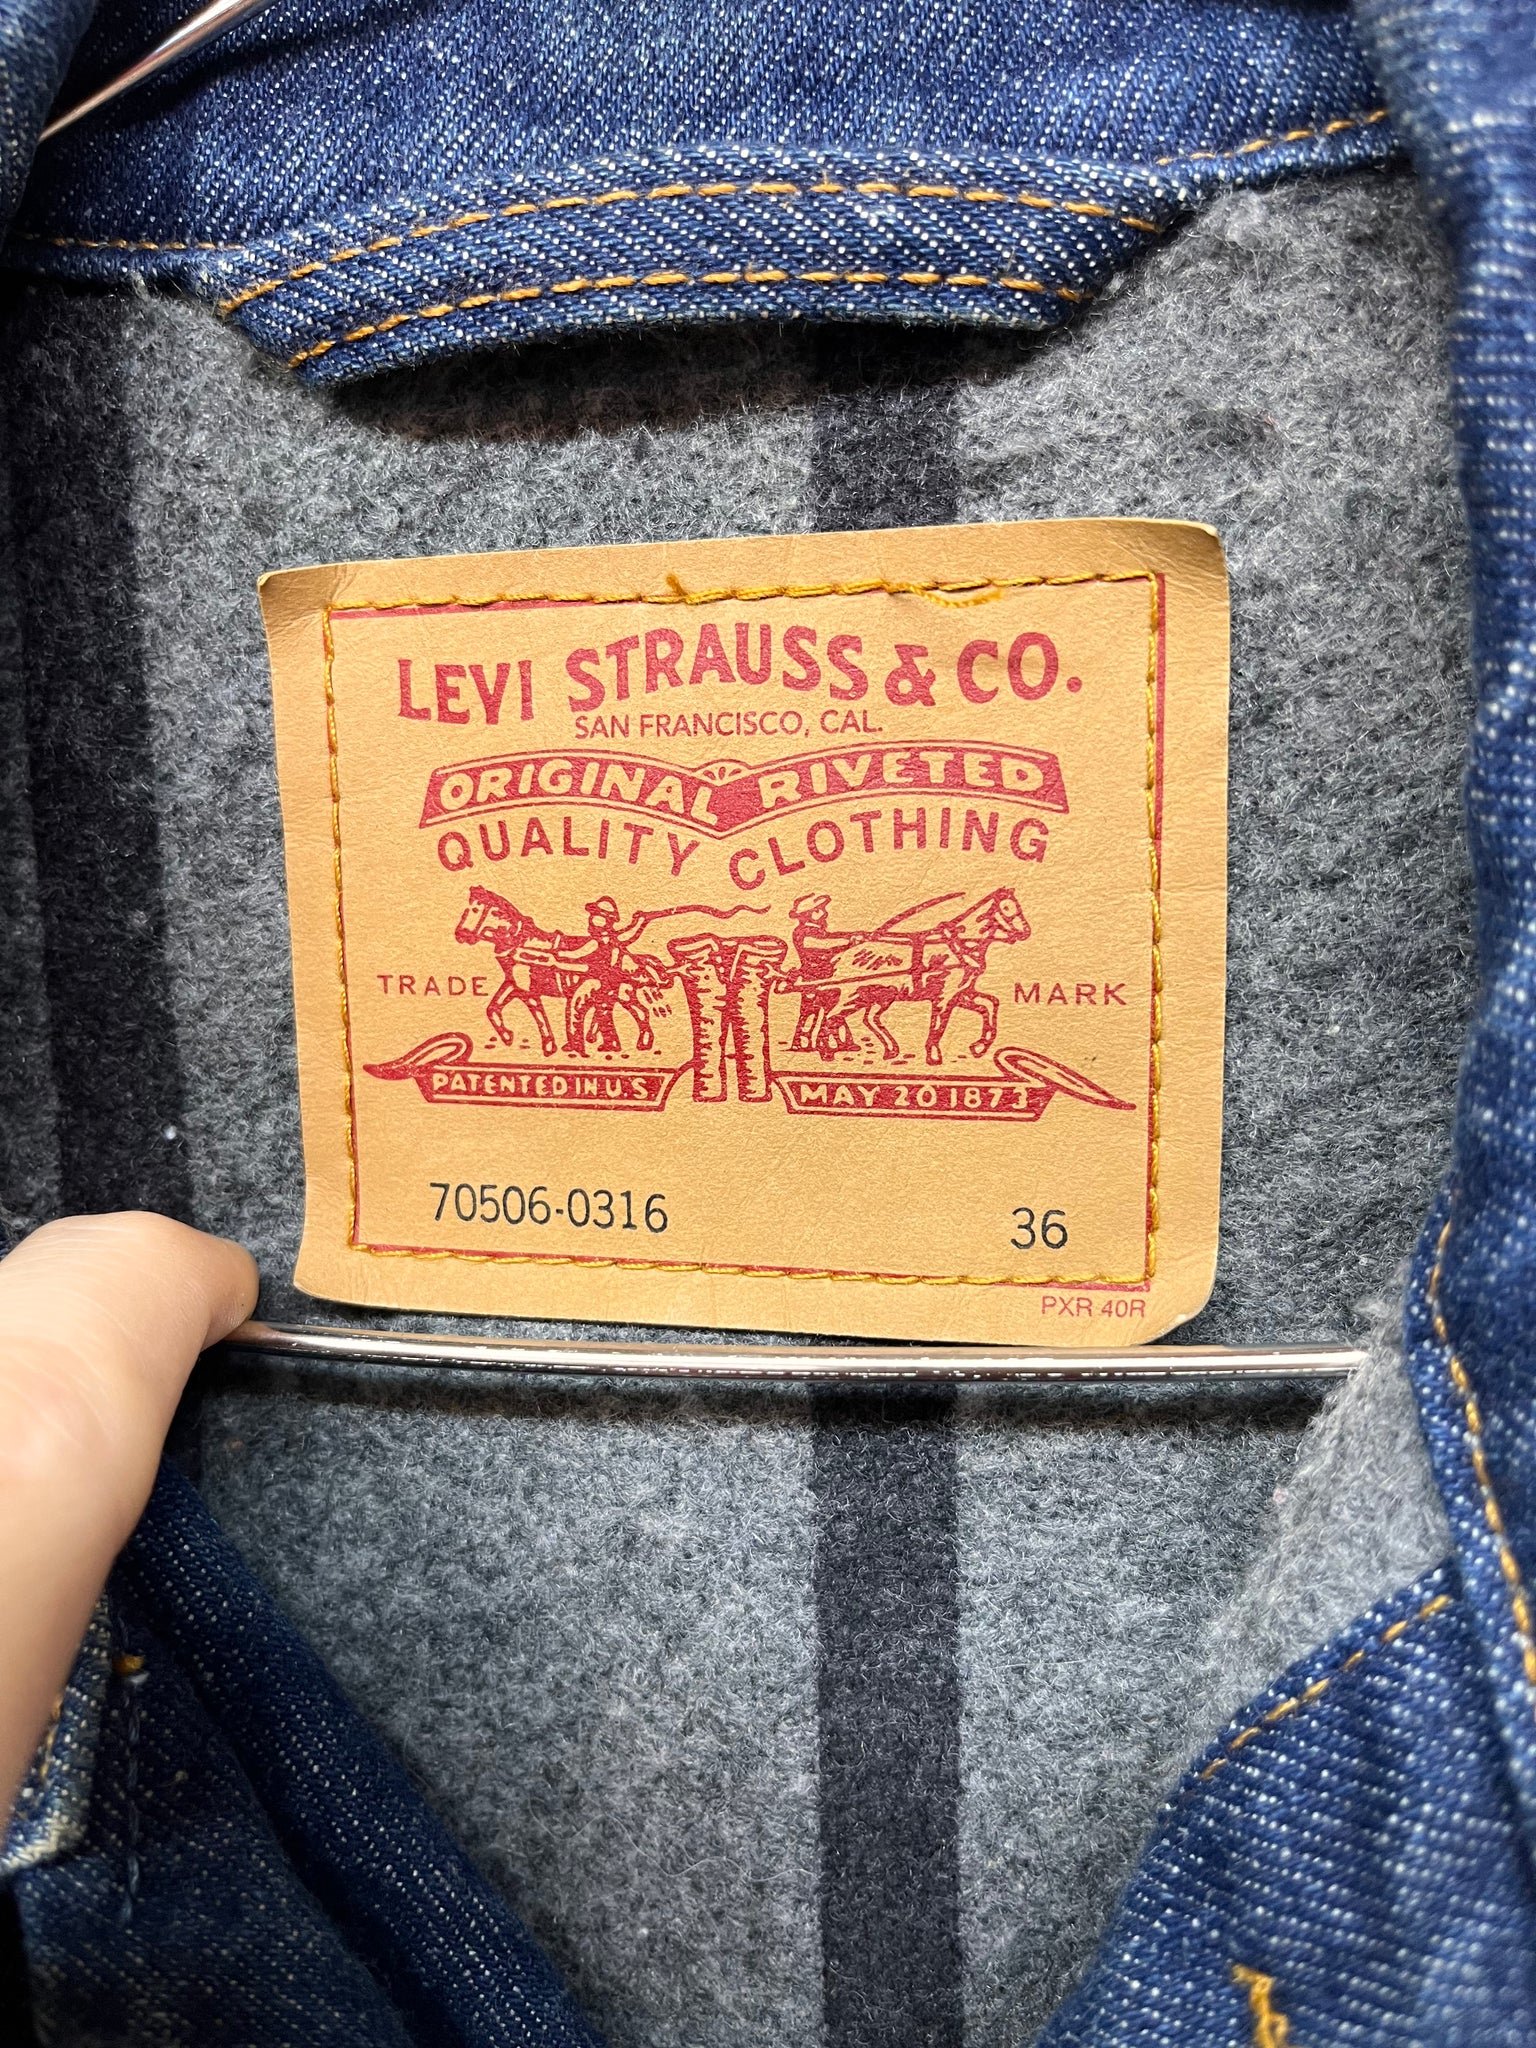 LEVI STRAUSS & CO.
SAN FRANCISCO, CAL.
ORIGINAL RIVETED
QUALITY CLOTHING
TRADE MARK
PATENTED IN U.S MAY 20 1873
70506-0316 36
PXR 40R